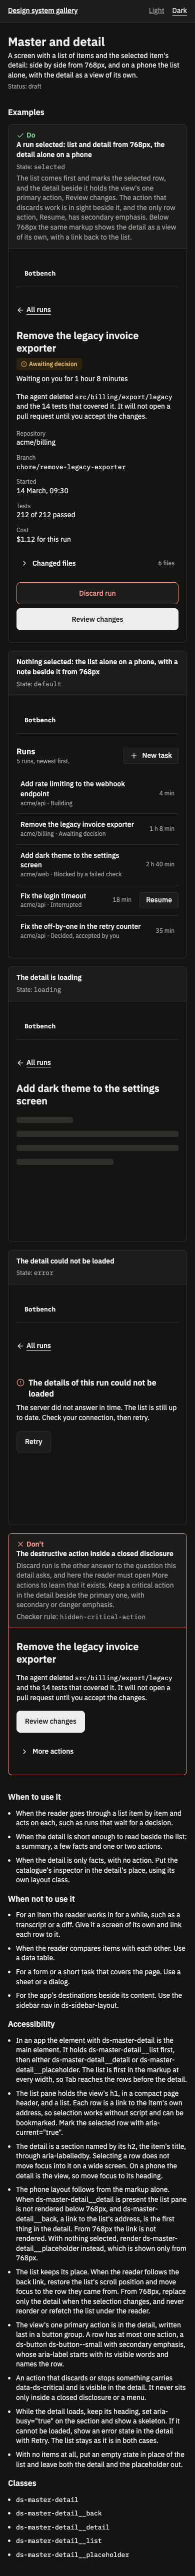 Design system gallery
Light
Dark
Master and detail
A screen with a list of items and the selected item's
detail: side by side from 768px, and on a phone the list
alone, with the detail as a view of its own.
Status: draft
Examples
Do
A run selected: list and detail from 768px, the
detail alone on a phone
State: selected
The list comes first and marks the selected row,
and the detail beside it holds the view's one
primary action, Review changes. The action that
discards work is in sight beside it, and the only row
action, Resume, has secondary emphasis. Below
768px the same markup shows the detail as a view
of its own, with a link back to the list.
Botbench
All runs
Remove the legacy invoice
exporter
Awaiting decision
Waiting on you for 1 hour 8 minutes
The agent deleted src/billing/export/legacy
and the 14 tests that covered it. It will not open a
pull request until you accept the changes.
Repository
acme/billing
Branch
chore/remove-legacy-exporter
Started
14 March, 09:30
Tests
212 of 212 passed
Cost
$1.12 for this run
Changed files
6 files
Discard run
Review changes
Nothing selected: the list alone on a phone, with a
note beside it from 768px
State: default
Botbench
Runs
5 runs, newest first.
New task
Add rate limiting to the webhook
endpoint
acme/api · Building
4 min
Remove the legacy invoice exporter
acme/billing · Awaiting decision
1 h 8 min
Add dark theme to the settings
screen
acme/web · Blocked by a failed check
2 h 40 min
Fix the login timeout
acme/api · Interrupted
18 min
Resume
Fix the off-by-one in the retry counter
acme/api · Decided, accepted by you
35 min
The detail is loading
State: loading
Botbench
All runs
Add dark theme to the settings
screen
The detail could not be loaded
State: error
Botbench
All runs
The details of this run could not be
loaded
The server did not answer in time. The list is still up
to date. Check your connection, then retry.
Retry
Don't
The destructive action inside a closed disclosure
Discard run is the other answer to the question this
detail asks, and here the reader must open More
actions to learn that it exists. Keep a critical action
in the detail beside the primary one, with
secondary or danger emphasis.
Checker rule: hidden-critical-action
Remove the legacy invoice
exporter
The agent deleted src/billing/export/legacy
and the 14 tests that covered it. It will not open a
pull request until you accept the changes.
Review changes
More actions
When to use it
When the reader goes through a list item by item and
acts on each, such as runs that wait for a decision.
When the detail is short enough to read beside the list:
a summary, a few facts and one or two actions.
When the detail is only facts, with no action. Put the
catalogue's inspector in the detail's place, using its
own layout class.
When not to use it
For an item the reader works in for a while, such as a
transcript or a diff. Give it a screen of its own and link
each row to it.
When the reader compares items with each other. Use
a data table.
For a form or a short task that covers the page. Use a
sheet or a dialog.
For the app's destinations beside its content. Use the
sidebar nav in ds-sidebar-layout.
Accessibility
In an app the element with ds-master-detail is the
main element. It holds ds-master-detail__list first,
then either ds-master-detail__detail or ds-master-
detail__placeholder. The list is first in the markup at
every width, so Tab reaches the rows before the detail.
The list pane holds the view's h1, in a compact page
header, and a list. Each row is a link to the item's own
address, so selection works without script and can be
bookmarked. Mark the selected row with aria-
current="true".
The detail is a section named by its h2, the item's title,
through aria-labelledby. Selecting a row does not
move focus into it on a wide screen. On a phone the
detail is the view, so move focus to its heading.
The phone layout follows from the markup alone.
When ds-master-detail__detail is present the list pane
is not rendered below 768px, and ds-master-
detail__back, a link to the list's address, is the first
thing in the detail. From 768px the link is not
rendered. With nothing selected, render ds-master-
detail__placeholder instead, which is shown only from
768px.
The list keeps its place. When the reader follows the
back link, restore the list's scroll position and move
focus to the row they came from. From 768px, replace
only the detail when the selection changes, and never
reorder or refetch the list under the reader.
The view's one primary action is in the detail, written
last in a button group. A row has at most one action, a
ds-button ds-button--small with secondary emphasis,
whose aria-label starts with its visible words and
names the row.
An action that discards or stops something carries
data-ds-critical and is visible in the detail. It never sits
only inside a closed disclosure or a menu.
While the detail loads, keep its heading, set aria-
busy="true" on the section and show a skeleton. If it
cannot be loaded, show an error state in the detail
with Retry. The list stays as it is in both cases.
With no items at all, put an empty state in place of the
list and leave both the detail and the placeholder out.
Classes
ds-master-detail
ds-master-detail__back
ds-master-detail__detail
ds-master-detail__list
ds-master-detail__placeholder